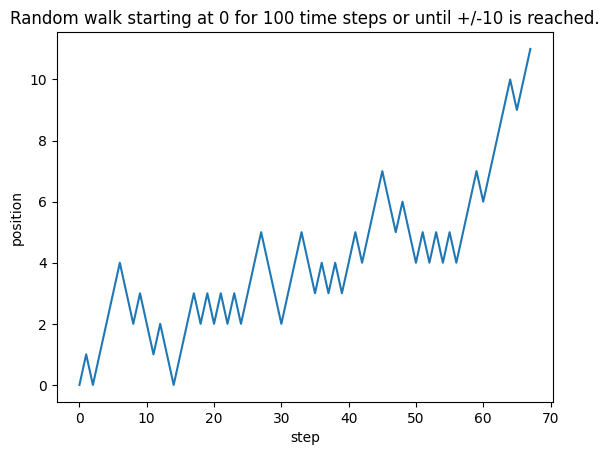 Random walk starting at 0 for 100 time steps or until +/-10 is reached.
10
8
6
4
2
0
position
0 10 20 30 40 50 60 70
step